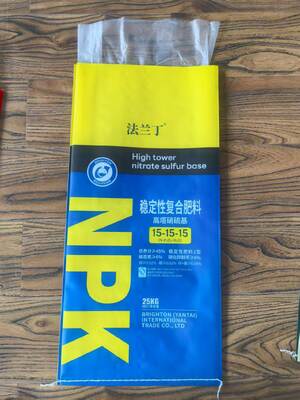 法兰丁
High tower
nitrate sulfur base
NPK
稳定性复合肥料
高塔硝硫基
15-15-15
25KG
BRIGHTON (YANTAI)
INTERNATIONAL
TRADE CO., LTD